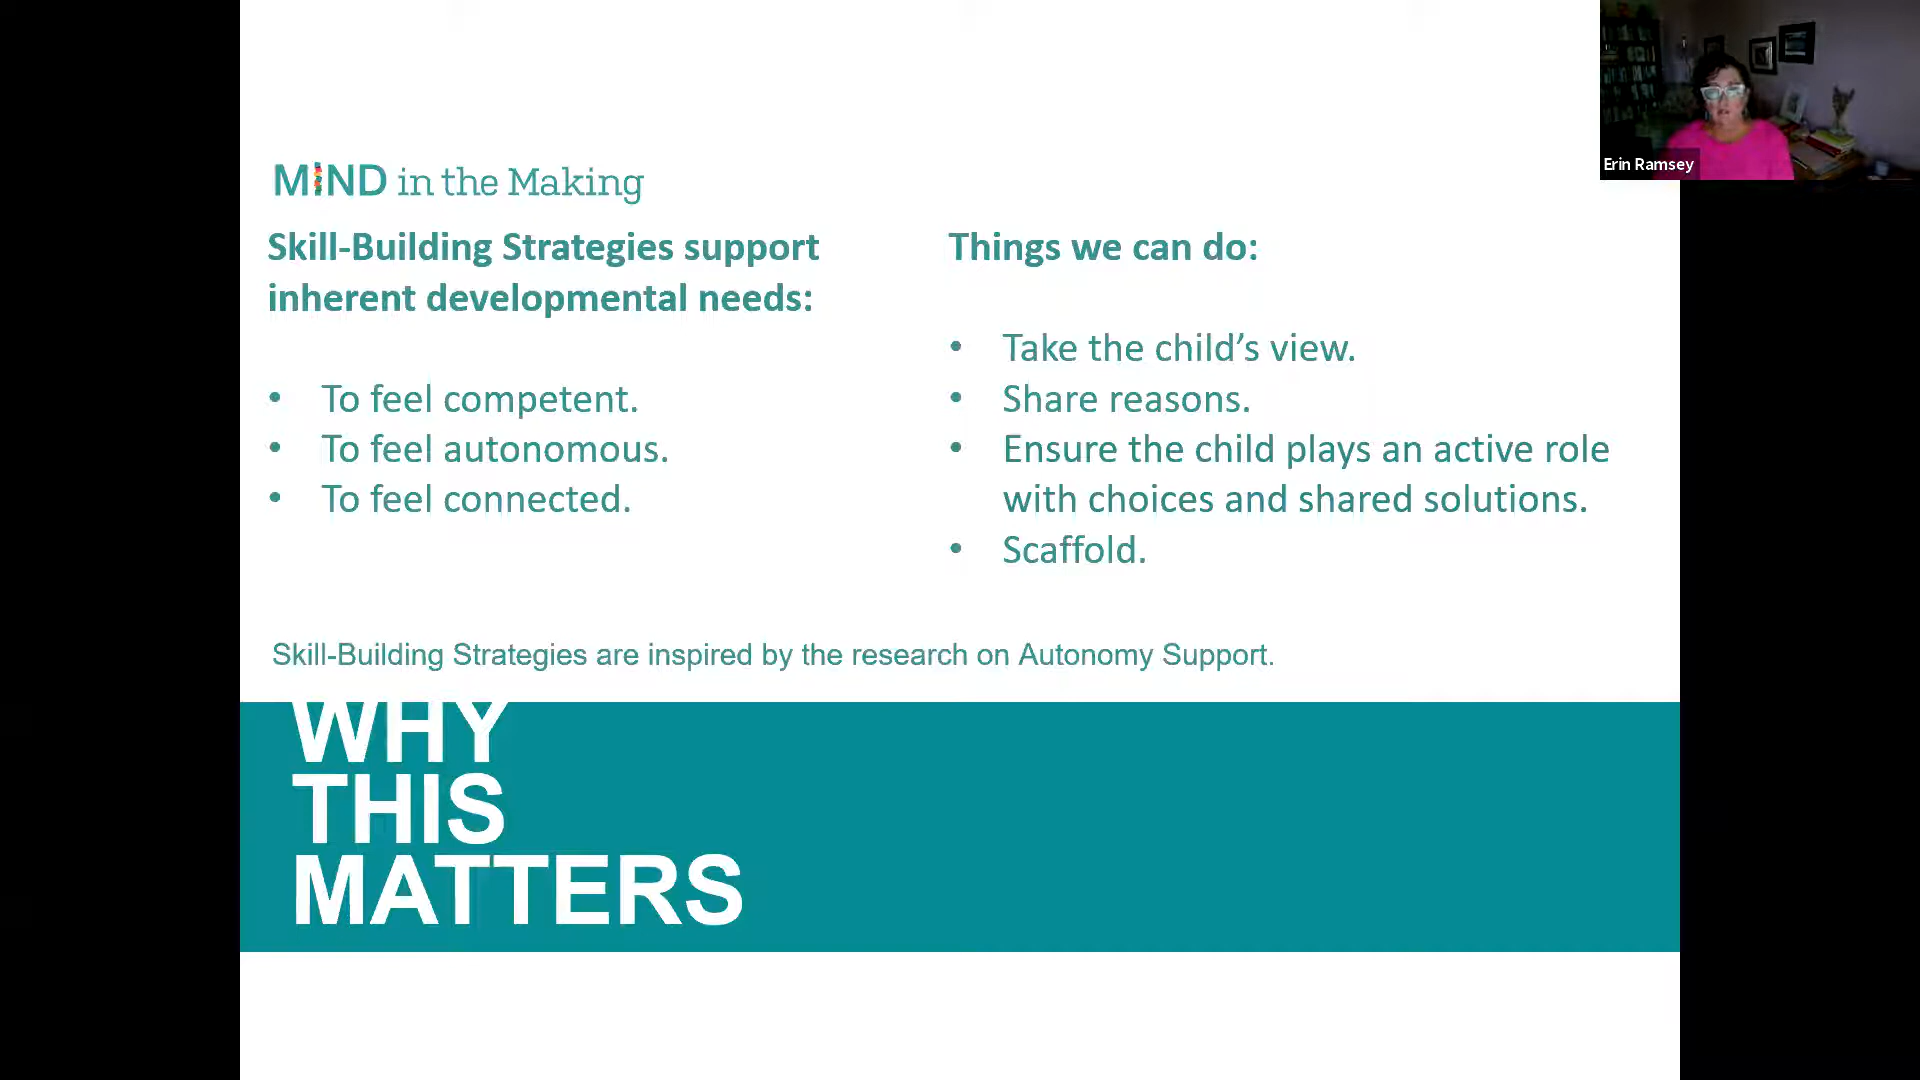 MIND in the Making
Skill-Building Strategies support
inherent developmental needs:
• To feel competent.
• To feel autonomous.
• To feel connected.
Things we can do:
• Take the child’s view.
• Share reasons.
• Ensure the child plays an active role
with choices and shared solutions.
• Scaffold.
Skill-Building Strategies are inspired by the research on Autonomy Support.
WHY
THIS
MATTERS
Erin Ramsey